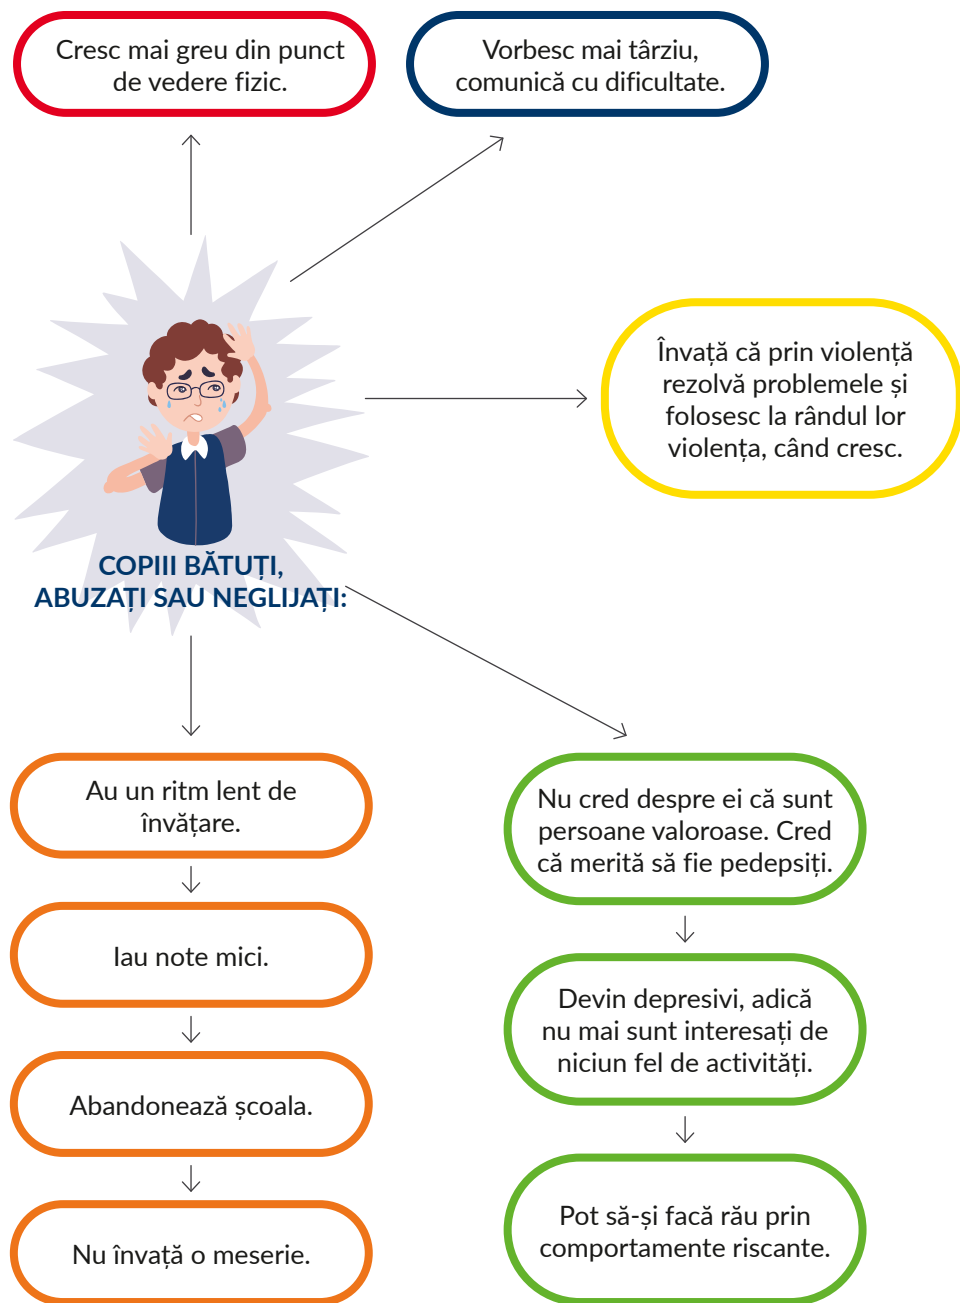 Cresc mai greu din punct
de vedere fizic.
Vorbesc mai târziu,
comunică cu dificultate.
Învață că prin violență
rezolvă problemele și
folosesc la rândul lor
violența, când cresc.
COPIII BĂTUȚI,
ABUZAȚI SAU NEGLIJAȚI:
Au un ritm lent de
învățare.
Iau note mici.
Abandonează școala.
Nu învață o meserie.
Nu cred despre ei că sunt
persoane valoroase. Cred
că merită să fie pedepsiți.
Devin depresivi, adică
nu mai sunt interesați de
niciun fel de activități.
Pot să-și facă rău prin
comportamente riscante.